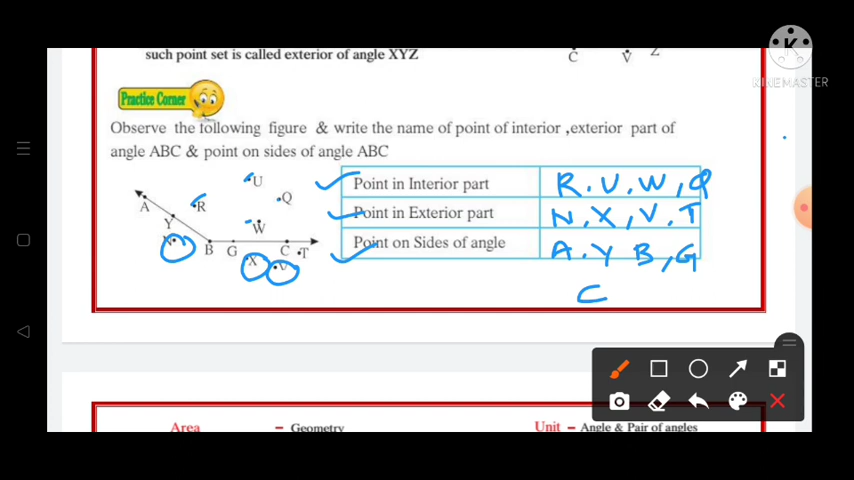 such point set is called exterior of angle XYZ
C
V
Z
K
KINEMASTER
Practice Corner
Observe the following figure & write the name of point of interior ,exterior part of
angle ABC & point on sides of angle ABC
U
Q
R
A
Y
W
N
B
G
C
T
X
V
Point in Interior part
R. U. W, Q
Point in Exterior part
N, X, V. T
Point on Sides of angle
A. Y B, G
C
Area
– Geometry
Unit – Angle & Pair of angles